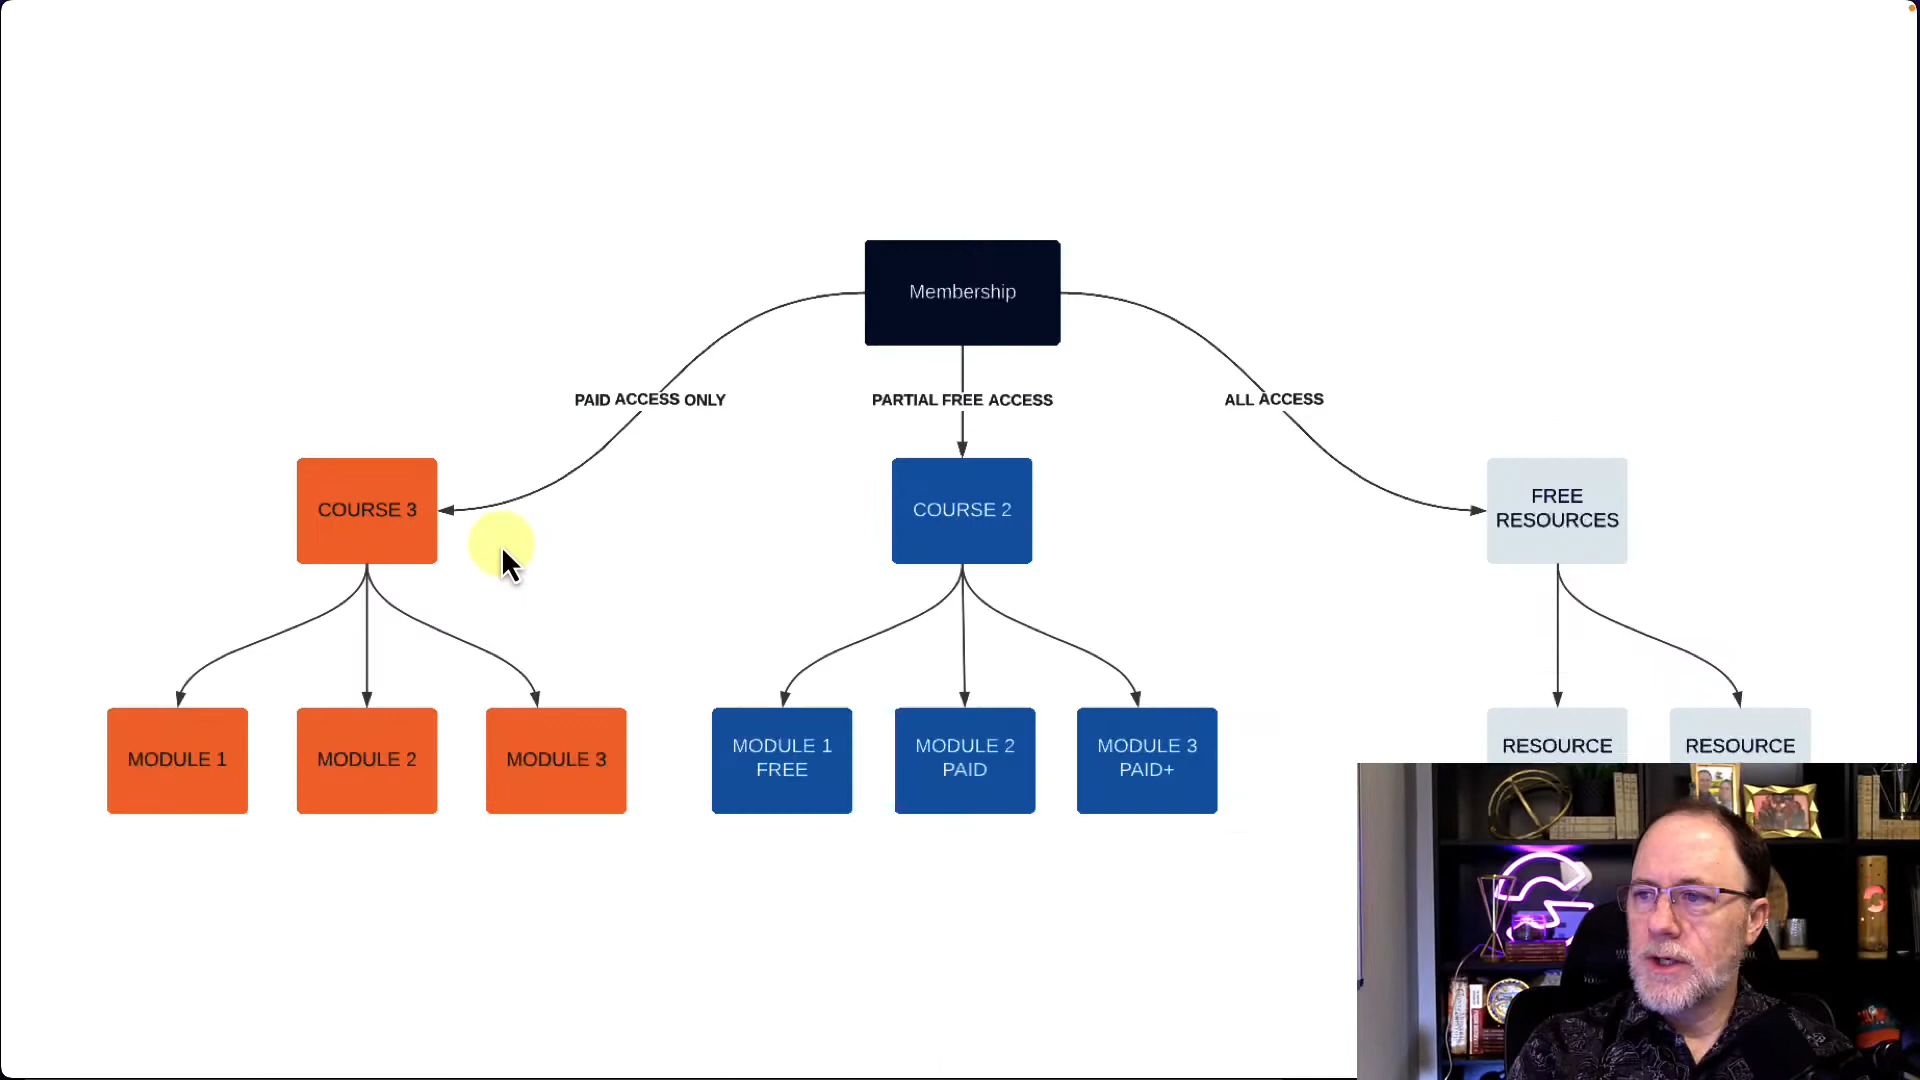 Membership
PAID ACCESS ONLY
PARTIAL FREE ACCESS
ALL ACCESS
COURSE 3
COURSE 2
FREE
RESOURCES
MODULE 1
MODULE 2
MODULE 3
MODULE 1
FREE
MODULE 2
PAID
MODULE 3
PAID+
RESOURCE
RESOURCE